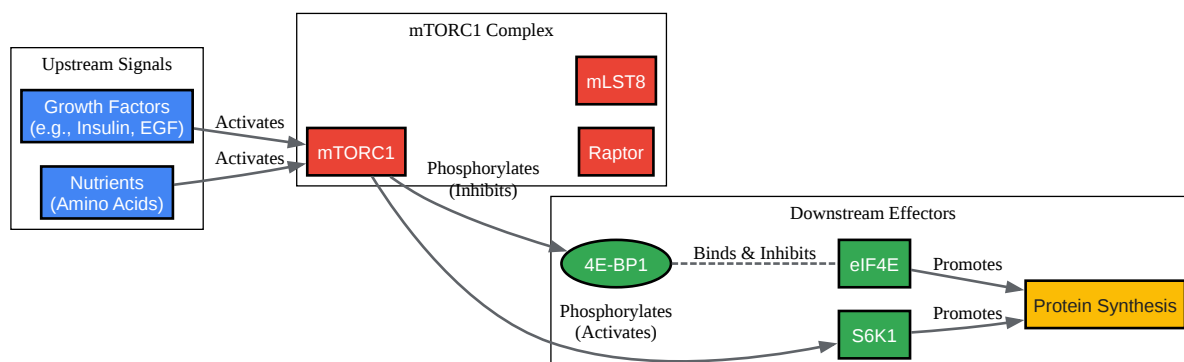 mTORC1 Complex
Upstream Signals
mLST8
Growth Factors
(e.g., Insulin, EGF)
Activates
Activates
mTORC1
Raptor
Nutrients
(Amino Acids)
Phosphorylates
(Inhibits)
Downstream Effectors
4E-BP1
Binds & Inhibits
eIF4E
Promotes
Protein Synthesis
Phosphorylates
(Activates)
S6K1
Promotes